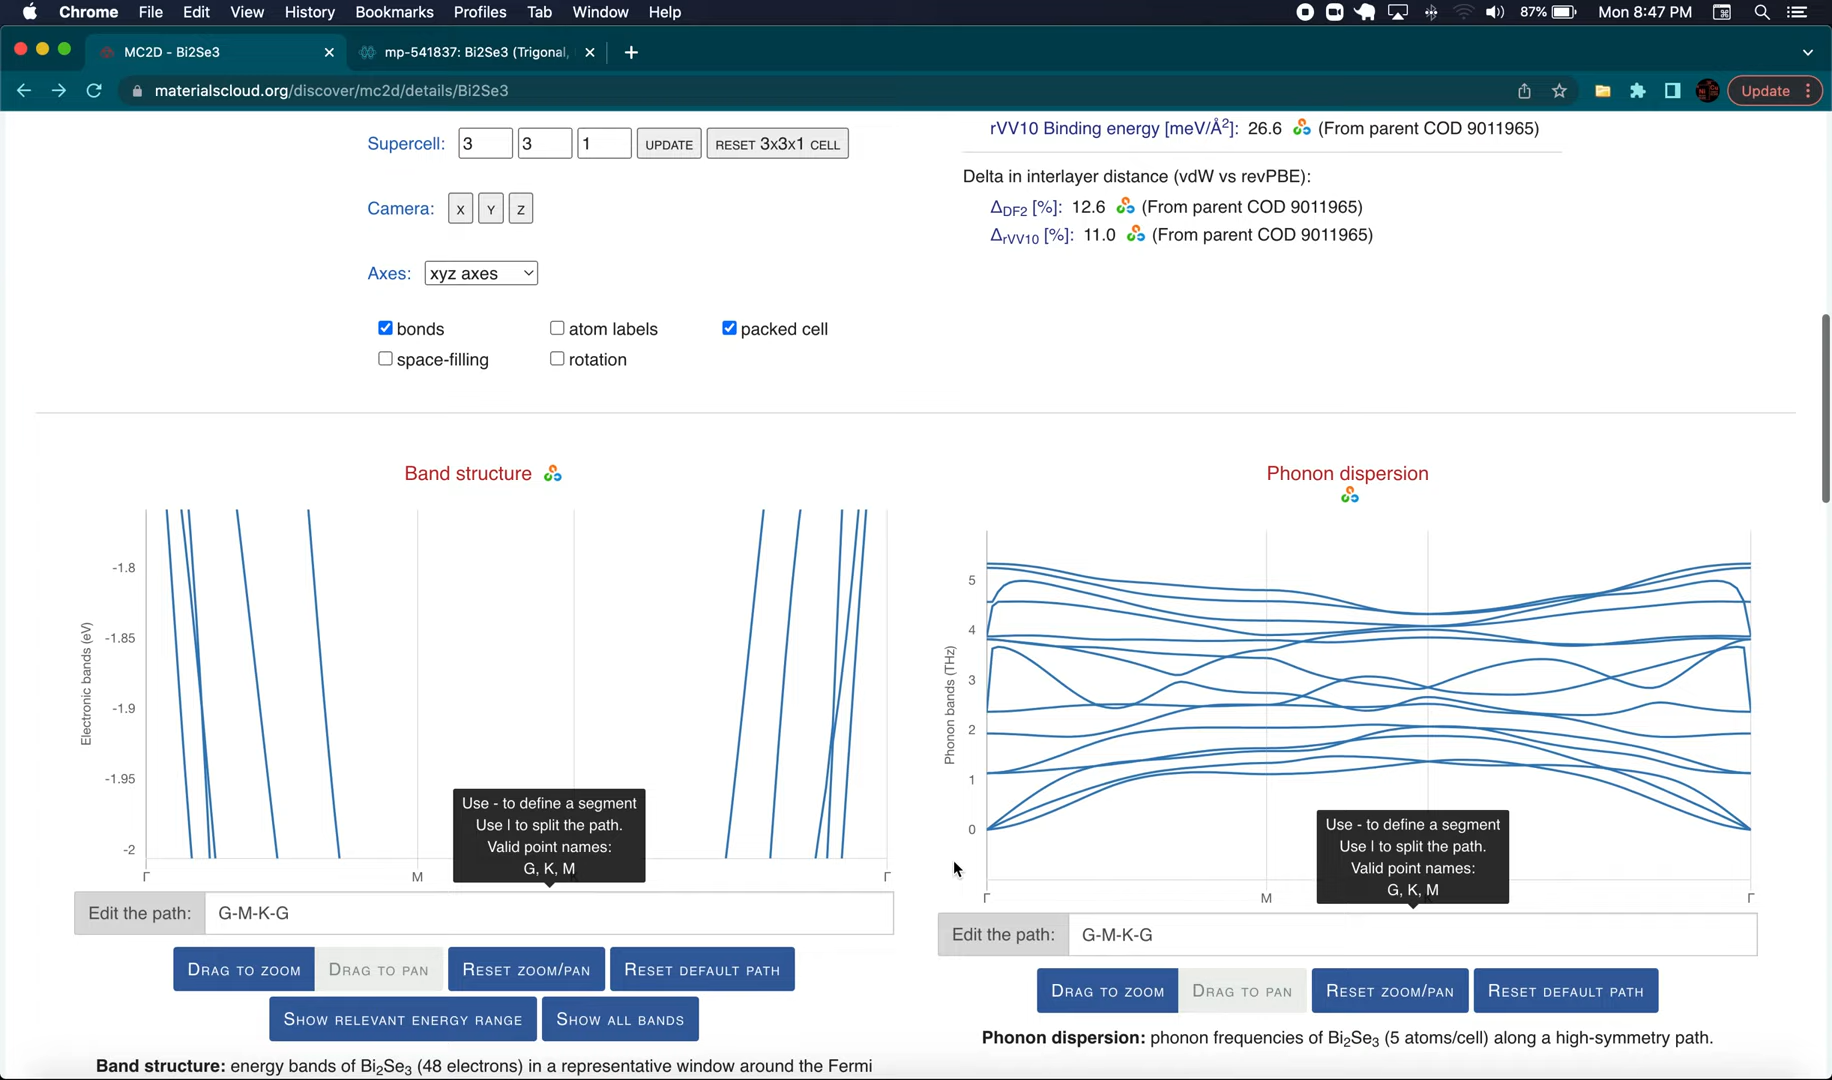 Chrome File Edit View History Bookmarks Profiles Tab Window Help 87% Mon 8:47 PM
MC2D - Bi2Se3 mp-541837: Bi2Se3 (Trigonal,
materialscloud.org/discover/mc2d/details/Bi2Se3 Update
Supercell: 3 3 1 UPDATE RESET 3X3X1 CELL
Camera: X Y Z
Axes: xyz axes
bonds atom labels packed cell
space-filling rotation
rVV10 Binding energy [meV/Å²]: 26.6 (From parent COD 9011965)
Delta in interlayer distance (vdW vs revPBE):
ΔDF2 [%]: 12.6 (From parent COD 9011965)
ΔrVV10 [%]: 11.0 (From parent COD 9011965)
Band structure
Electronic bands (eV)
-1.8
-1.85
-1.9
-1.95
-2
Γ M Γ
Use - to define a segment
Use | to split the path.
Valid point names:
G, K, M
Edit the path: G-M-K-G
DRAG TO ZOOM DRAG TO PAN RESET ZOOM/PAN RESET DEFAULT PATH
SHOW RELEVANT ENERGY RANGE SHOW ALL BANDS
Band structure: energy bands of Bi₂Se₃ (48 electrons) in a representative window around the Fermi
Phonon dispersion
Phonon bands (THz)
5
4
3
2
1
0
Γ M Γ
Use - to define a segment
Use | to split the path.
Valid point names:
G, K, M
Edit the path: G-M-K-G
DRAG TO ZOOM DRAG TO PAN RESET ZOOM/PAN RESET DEFAULT PATH
Phonon dispersion: phonon frequencies of Bi₂Se₃ (5 atoms/cell) along a high-symmetry path.